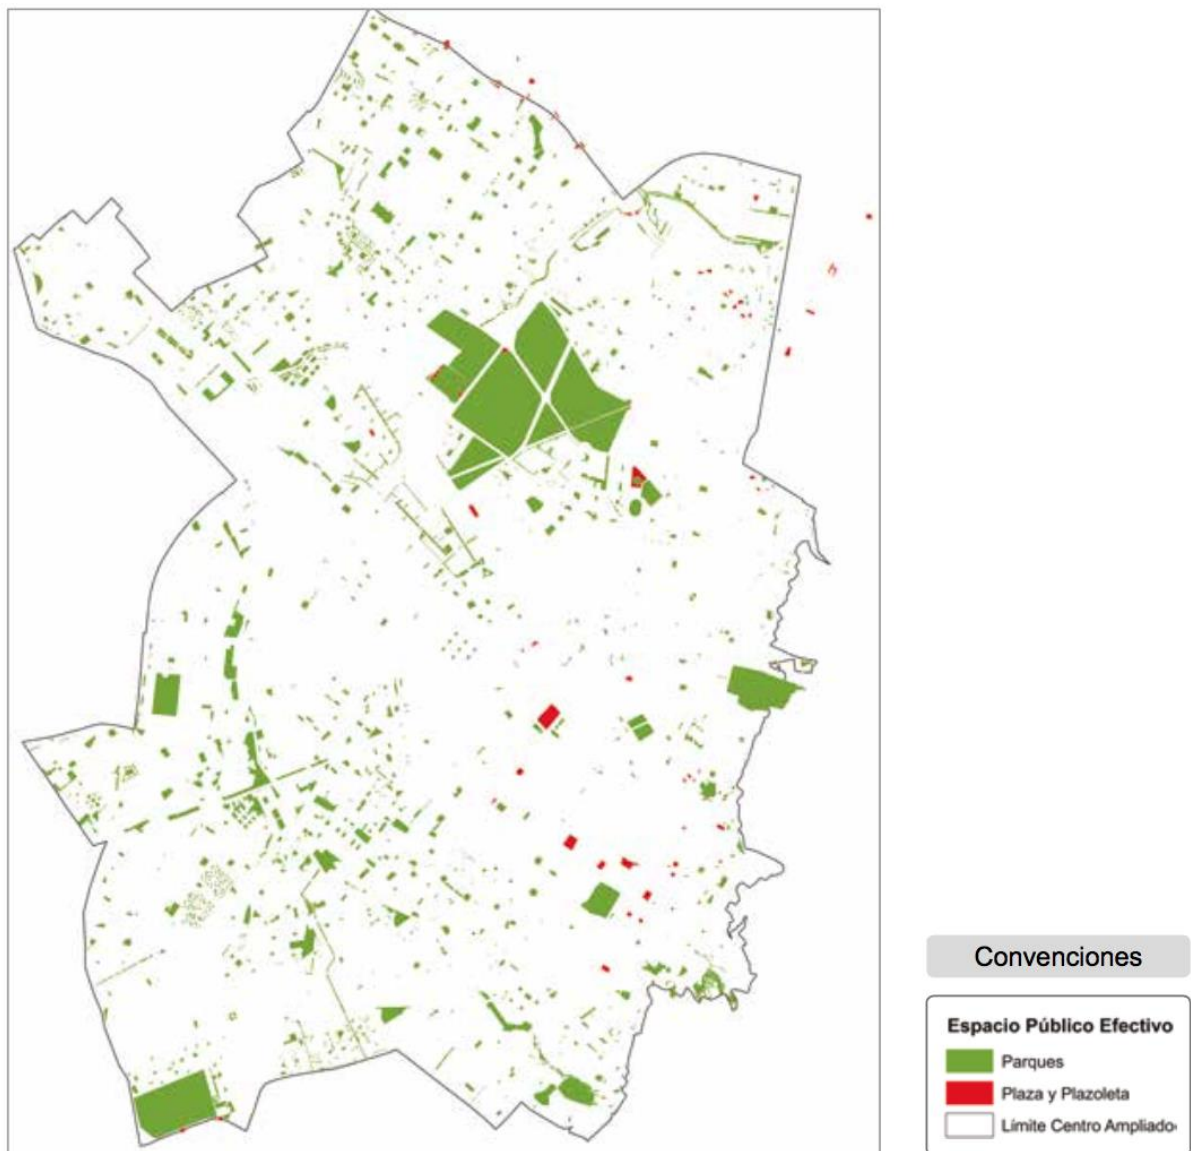 Convenciones
Espacio Público Efectivo
Parques
Plaza y Plazoleta
Límite Centro Ampliado